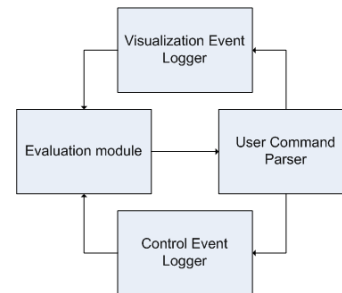 Visualization Event
Logger
Evaluation module
User Command
Parser
Control Event
Logger